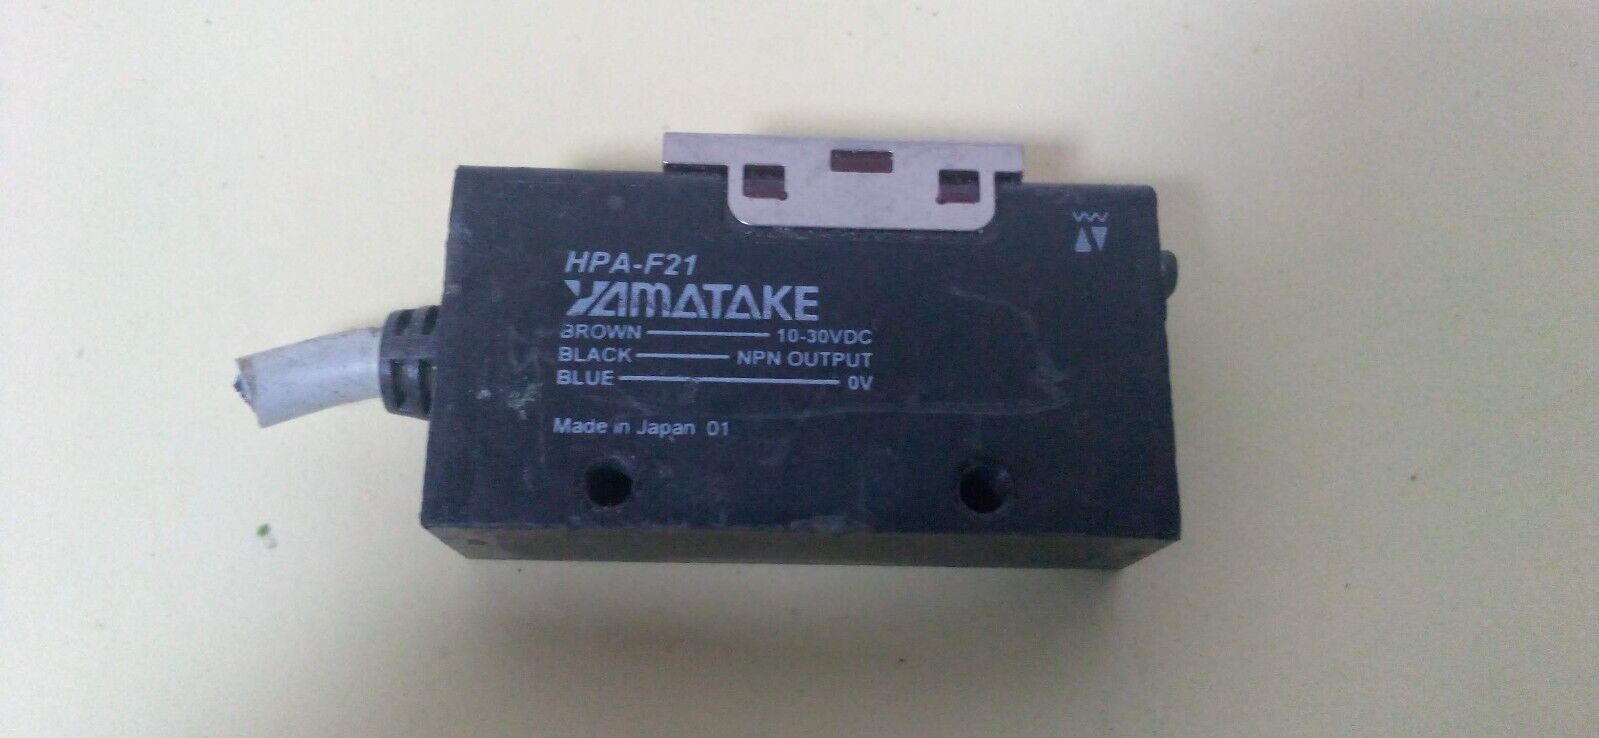 HPA-F21
YAMATAKE
BROWN 10-30VDC
BLACK NPN OUTPUT
BLUE 0V
Made in Japan 01